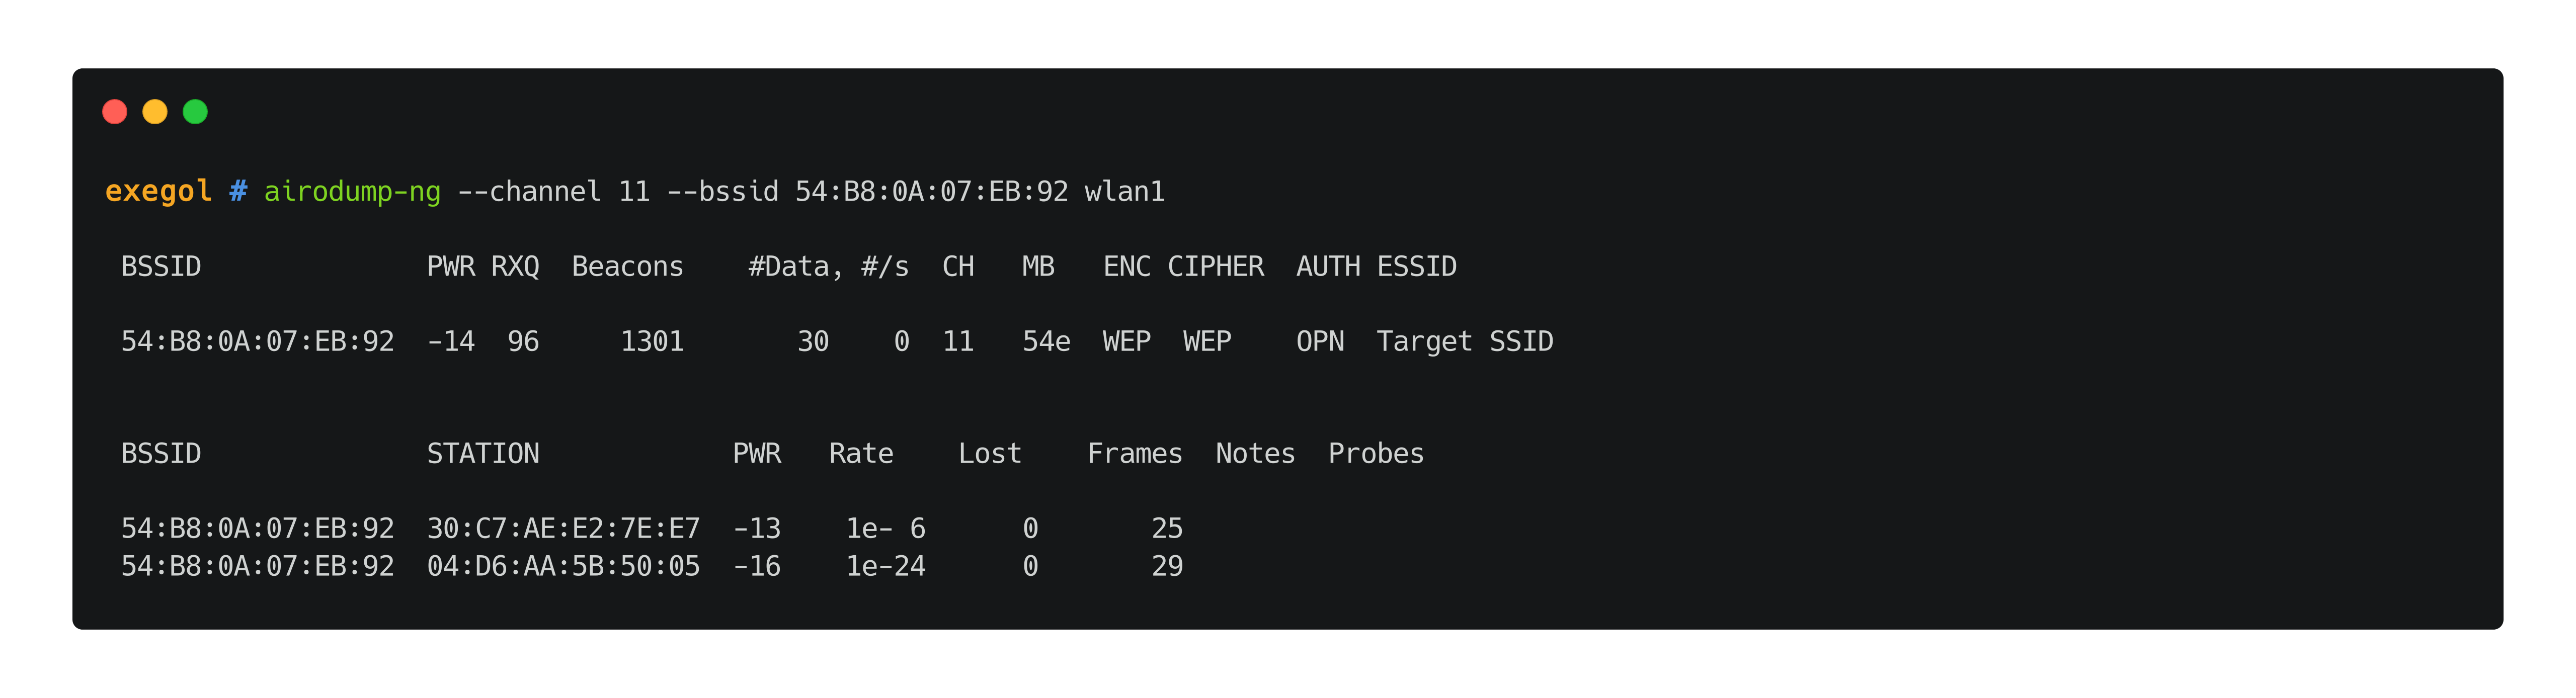 exegol # airodump-ng --channel 11 --bssid 54:B8:0A:07:EB:92 wlan1
BSSID PWR RXQ Beacons #Data, #/s CH MB ENC CIPHER AUTH ESSID
54:B8:0A:07:EB:92 -14 96 1301 30 0 11 54e WEP WEP OPN Target SSID
BSSID STATION PWR Rate Lost Frames Notes Probes
54:B8:0A:07:EB:92 30:C7:AE:E2:7E:E7 -13 1e- 6 0 25
54:B8:0A:07:EB:92 04:D6:AA:5B:50:05 -16 1e-24 0 29